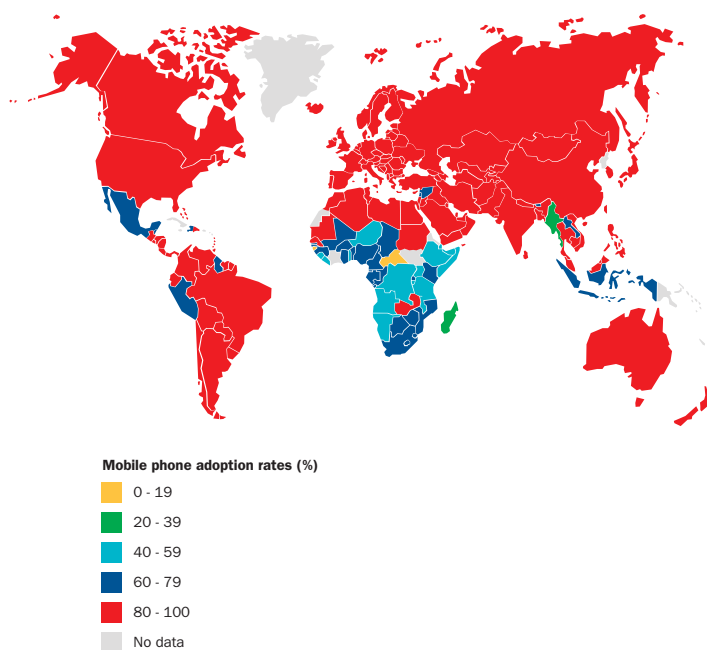 Mobile phone adoption rates (%)
0 - 19
20 - 39
40 - 59
60 - 79
80 - 100
No data